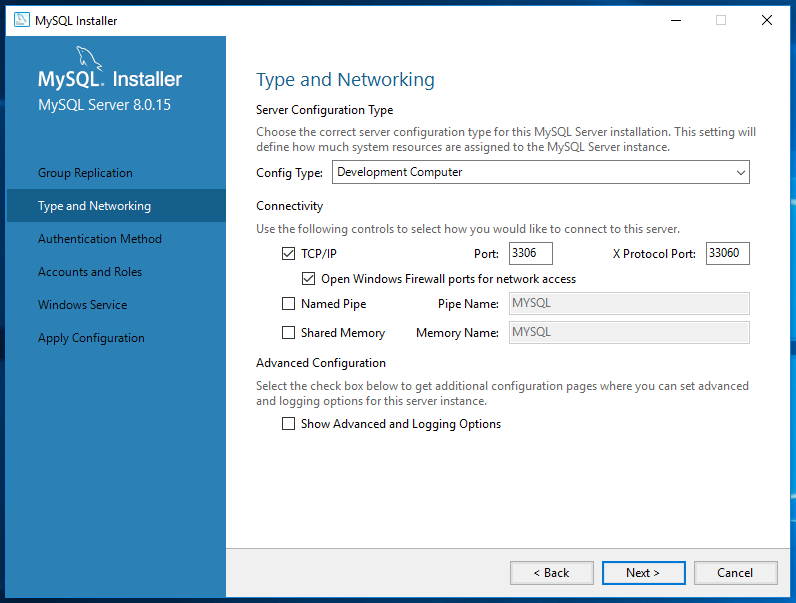 MySQL Installer
MySQL® Installer
MySQL Server 8.0.15
Group Replication
Type and Networking
Authentication Method
Accounts and Roles
Windows Service
Apply Configuration
Type and Networking
Server Configuration Type
Choose the correct server configuration type for this MySQL Server installation. This setting will
define how much system resources are assigned to the MySQL Server instance.
Config Type: Development Computer
Connectivity
Use the following controls to select how you would like to connect to this server.
TCP/IP Port: 3306 X Protocol Port: 33060
Open Windows Firewall ports for network access
Named Pipe Pipe Name: MYSQL
Shared Memory Memory Name: MYSQL
Advanced Configuration
Select the check box below to get additional configuration pages where you can set advanced
and logging options for this server instance.
Show Advanced and Logging Options
< Back Next > Cancel